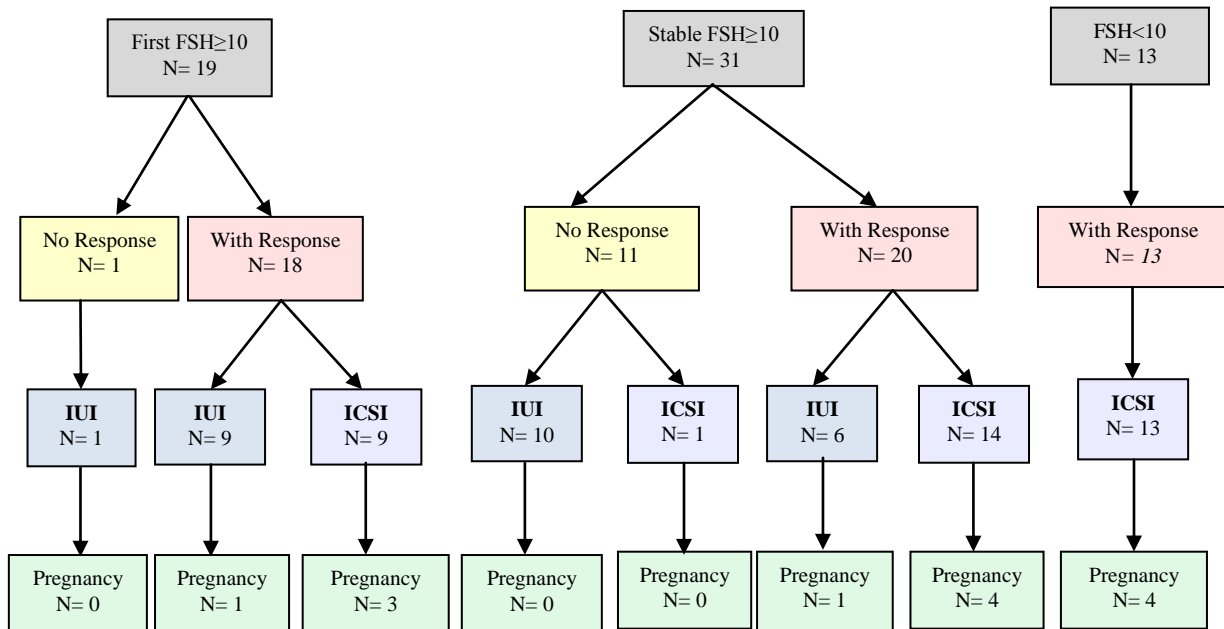 First FSH≥10
N= 19
Stable FSH≥10
N= 31
FSH<10
N= 13
No Response
N= 1
With Response
N= 18
No Response
N= 11
With Response
N= 20
With Response
N= 13
IUI
N= 1
IUI
N= 9
ICSI
N= 9
IUI
N= 10
ICSI
N= 1
IUI
N= 6
ICSI
N= 14
ICSI
N= 13
Pregnancy
N= 0
Pregnancy
N= 1
Pregnancy
N= 3
Pregnancy
N= 0
Pregnancy
N= 0
Pregnancy
N= 1
Pregnancy
N= 4
Pregnancy
N= 4